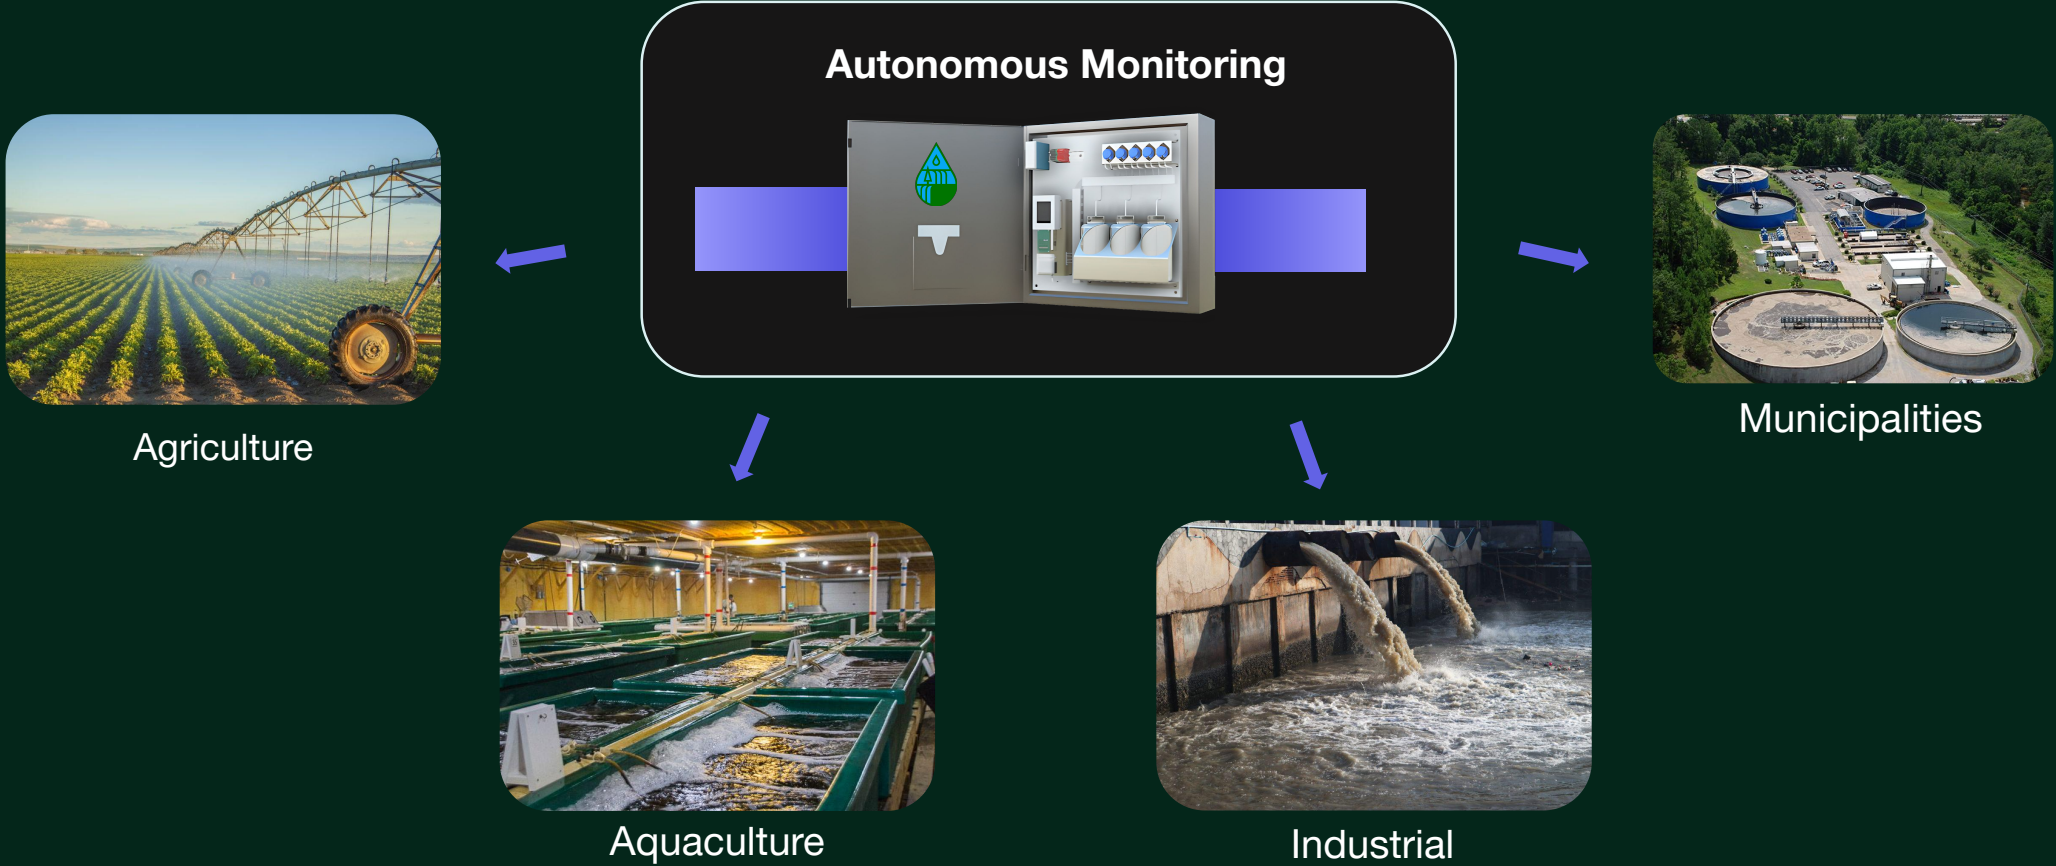 Autonomous Monitoring
Agriculture
Municipalities
Aquaculture
Industrial